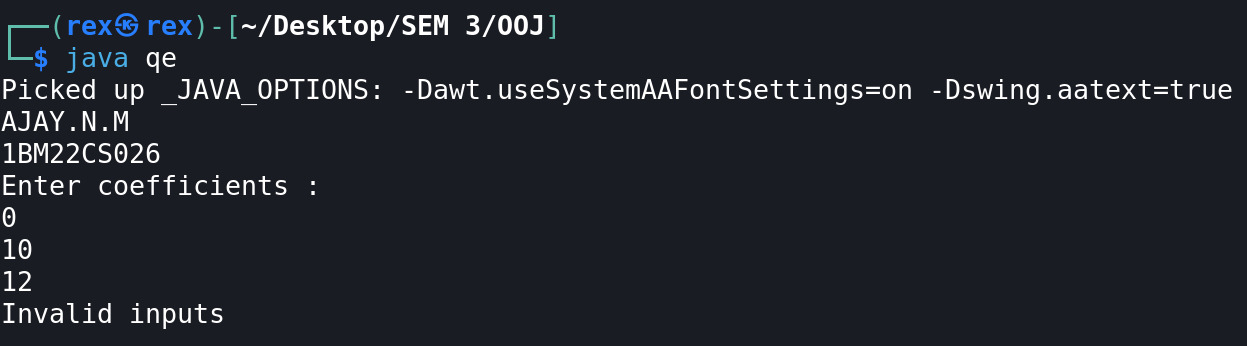 ┌──(rex㉿rex)-[~/Desktop/SEM 3/OOJ]
└─$ java qe
Picked up _JAVA_OPTIONS: -Dawt.useSystemAAFontSettings=on -Dswing.aatext=true
AJAY.N.M
1BM22CS026
Enter coefficients :
0
10
12
Invalid inputs